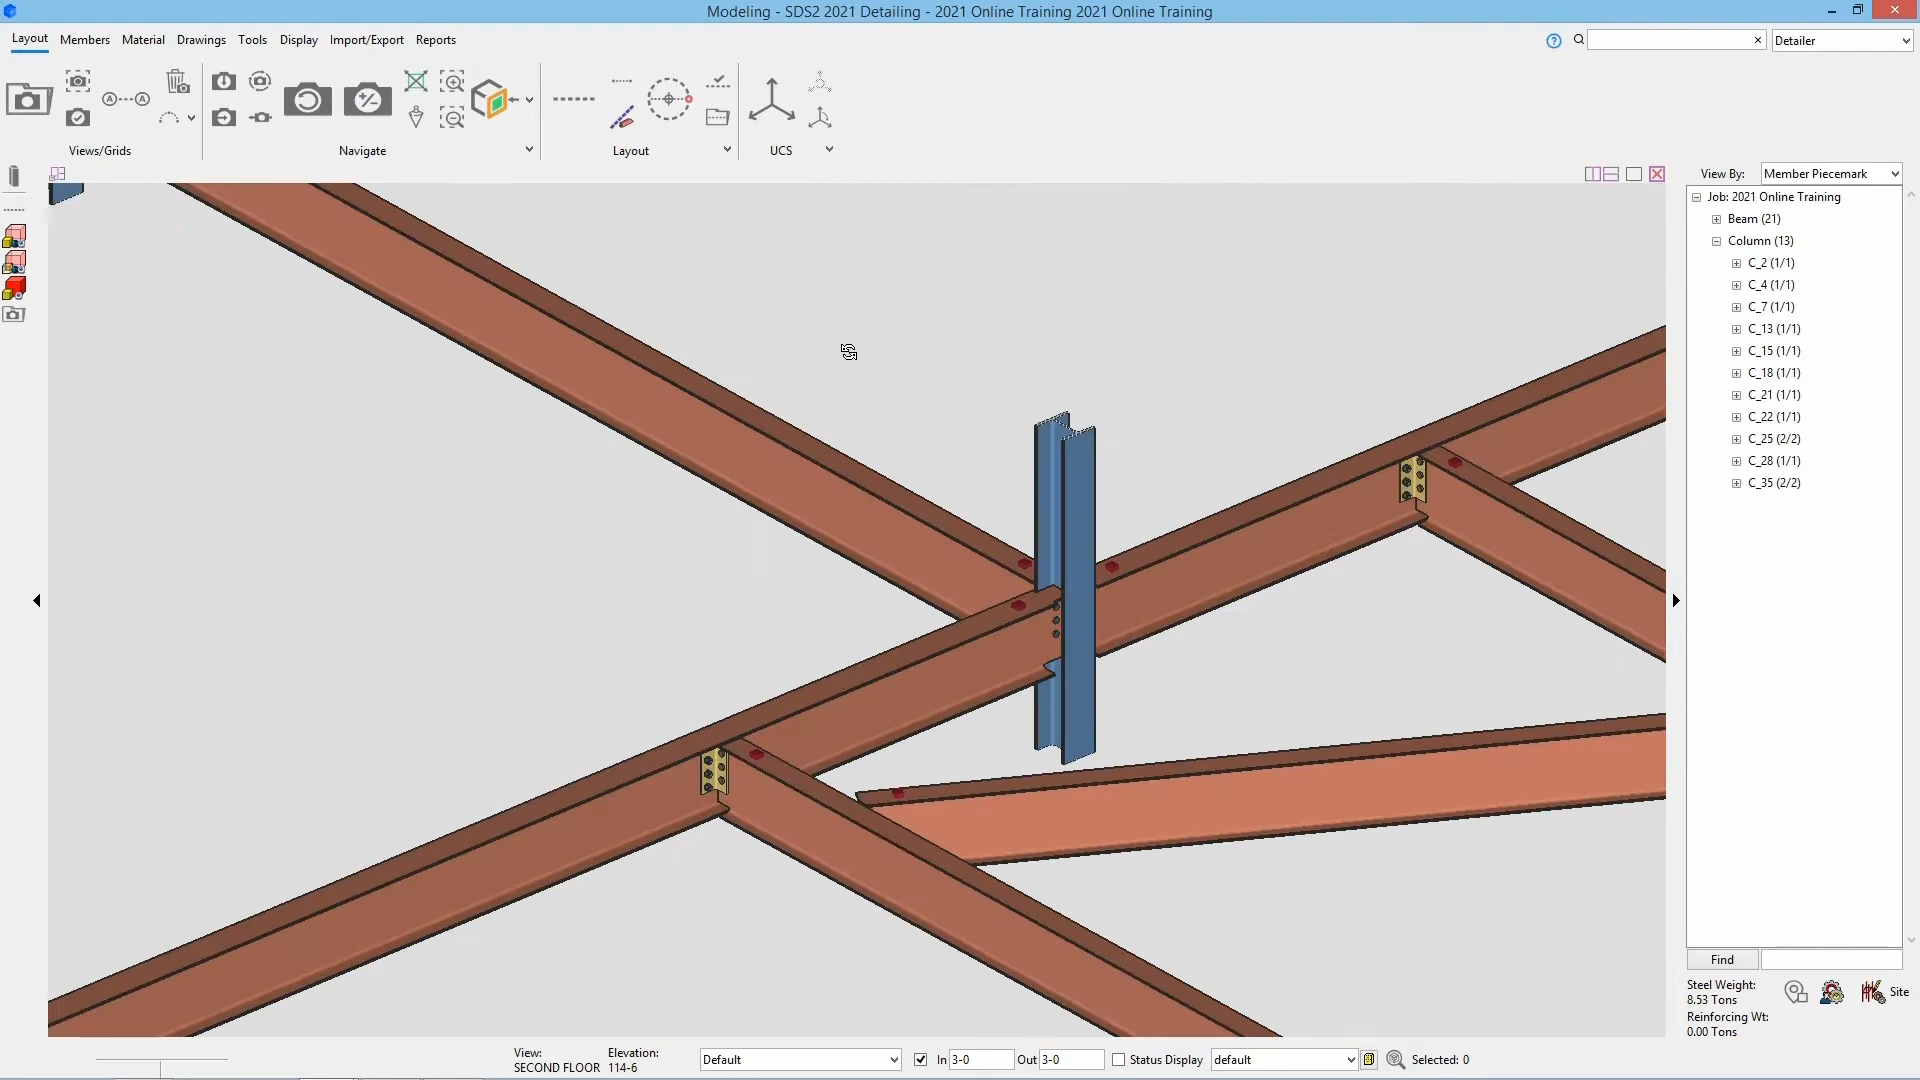 Modeling - SDS2 2021 Detailing - 2021 Online Training 2021 Online Training
Layout Members Material Drawings Tools Display Import/Export Reports
Detailer
Views/Grids Navigate Layout UCS
View By: Member Piecemark
Job: 2021 Online Training
Beam (21)
Column (13)
C_2 (1/1)
C_4 (1/1)
C_7 (1/1)
C_13 (1/1)
C_15 (1/1)
C_18 (1/1)
C_21 (1/1)
C_22 (1/1)
C_25 (2/2)
C_28 (1/1)
C_35 (2/2)
Find
Steel Weight:
8.53 Tons
Site
Reinforcing Wt:
0.00 Tons
View:
SECOND FLOOR
Elevation:
114-6
Default
In 3-0 Out 3-0 Status Display default Selected: 0